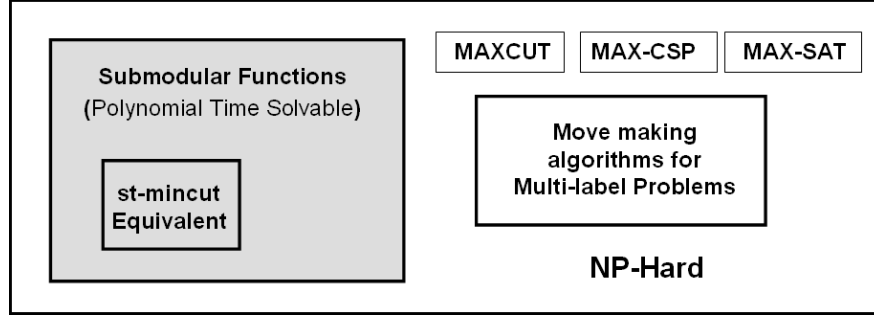 Submodular Functions
(Polynomial Time Solvable)
st-mincut
Equivalent
MAXCUT
MAX-CSP
MAX-SAT
Move making
algorithms for
Multi-label Problems
NP-Hard